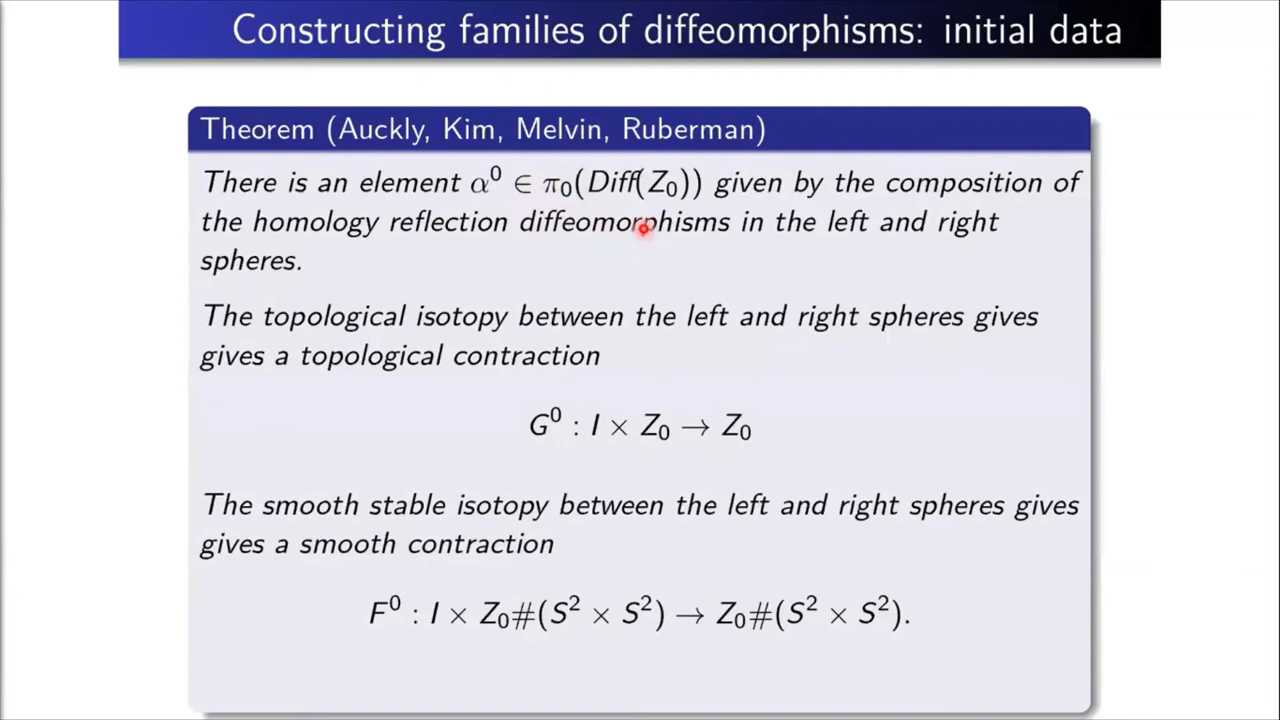 Constructing families of diffeomorphisms: initial data
Theorem (Auckly, Kim, Melvin, Ruberman)
There is an element α⁰ ∈ π₀(Diff(Z₀)) given by the composition of
the homology reflection diffeomorphisms in the left and right
spheres.
The topological isotopy between the left and right spheres gives
gives a topological contraction
G⁰ : I × Z₀ → Z₀
The smooth stable isotopy between the left and right spheres gives
gives a smooth contraction
F⁰ : I × Z₀#(S² × S²) → Z₀#(S² × S²).